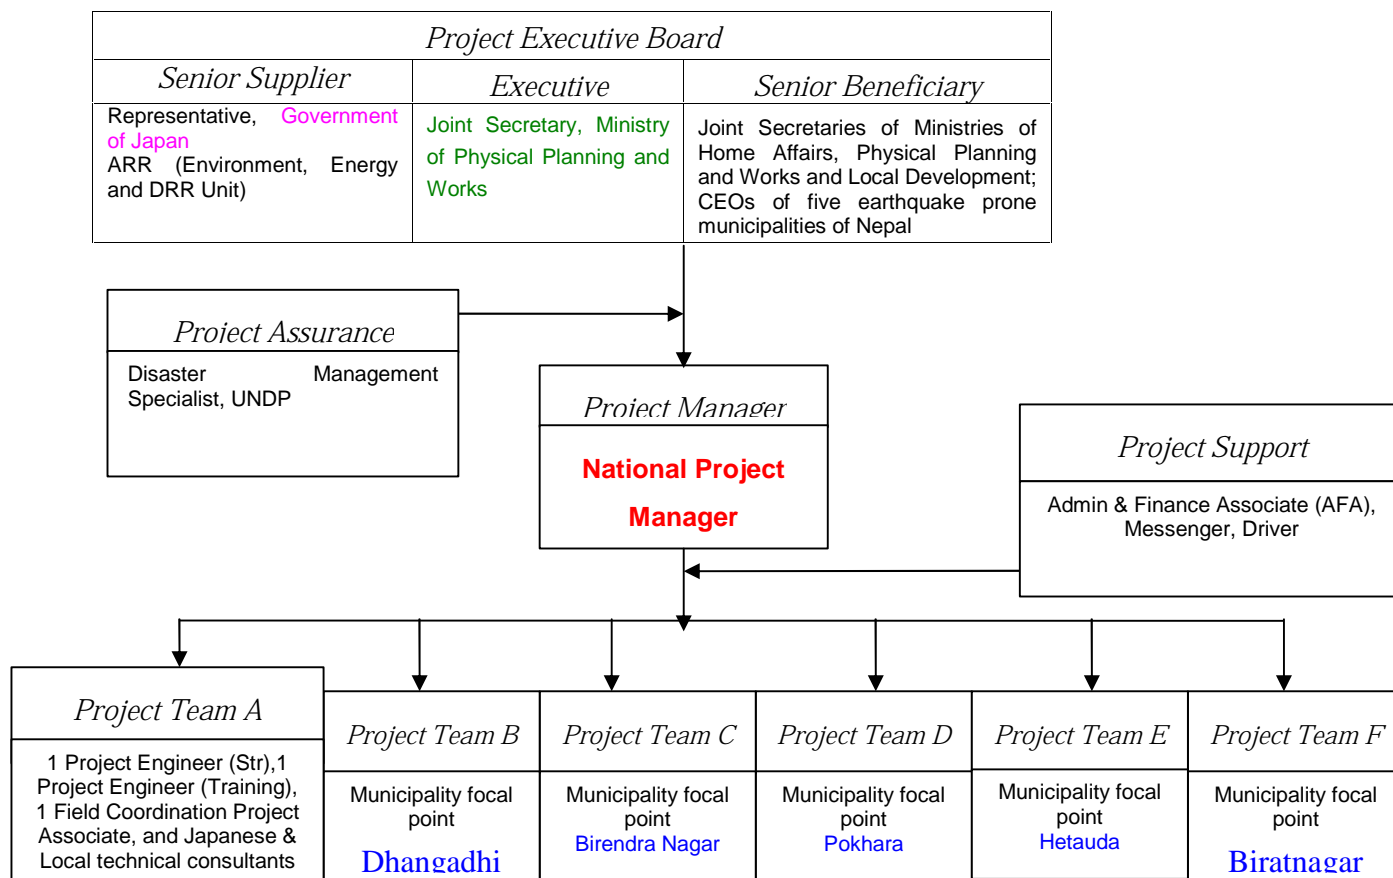 Project Executive Board
Senior Supplier
Representative, Government
of Japan
ARR (Environment, Energy
and DRR Unit)
Executive
Joint Secretary, Ministry
of Physical Planning and
Works
Senior Beneficiary
Joint Secretaries of Ministries of
Home Affairs, Physical Planning
and Works and Local Development;
CEOs of five earthquake prone
municipalities of Nepal
Project Assurance
Disaster Management
Specialist, UNDP
Project Manager
National Project
Manager
Project Support
Admin & Finance Associate (AFA),
Messenger, Driver
Project Team A
1 Project Engineer (Str),1
Project Engineer (Training),
1 Field Coordination Project
Associate, and Japanese &
Local technical consultants
Project Team B
Municipality focal
point
Dhangadhi
Project Team C
Municipality focal
point
Birendra Nagar
Project Team D
Municipality focal
point
Pokhara
Project Team E
Municipality focal
point
Hetauda
Project Team F
Municipality focal
point
Biratnagar